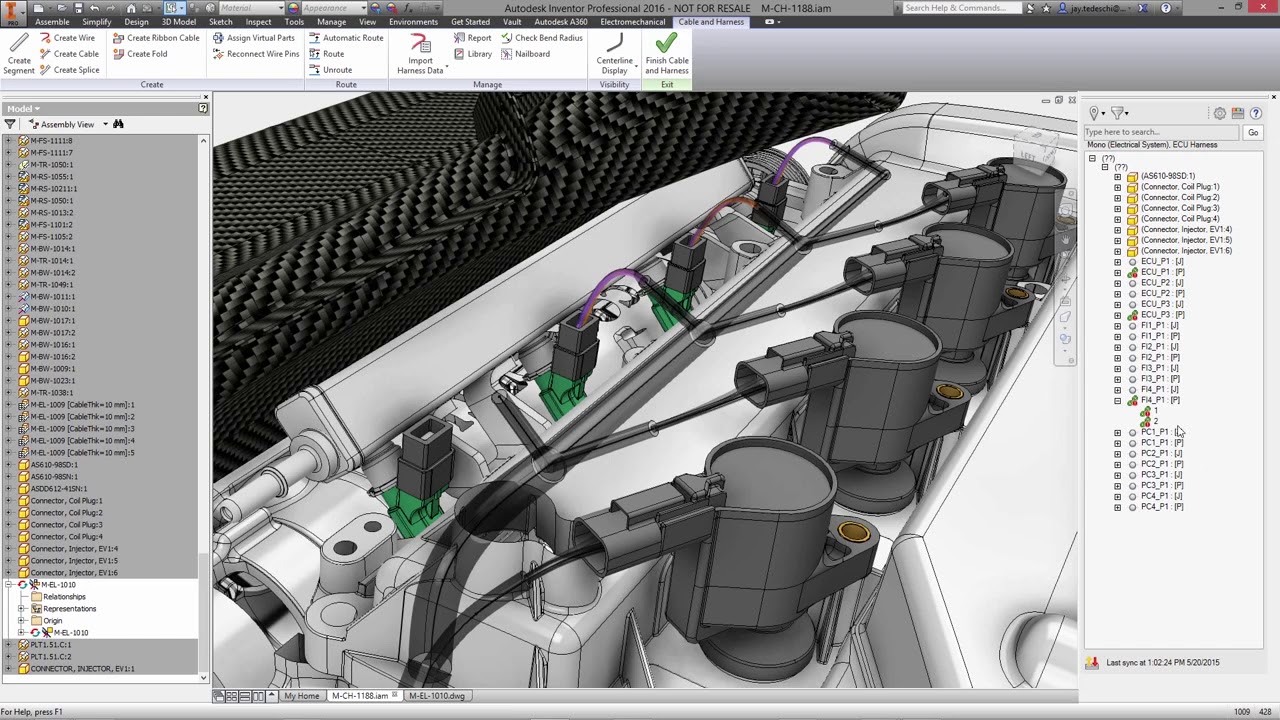 PRO
Material
Appearance
Autodesk Inventor Professional 2016 - NOT FOR RESALE M-CH-1188.iam
Search Help & Commands...
jay.tedeschi@...
Assembly Simplify Design 3D Model Sketch Inspect Tools Manage View Environments Get Started Vault Autodesk A360 Electromechanical Cable and Harness
Create Segment
Create Wire
Create Cable
Create Splice
Create Ribbon Cable
Create Fold
Assign Virtual Parts
Reconnect Wire Pins
Automatic Route
Route
Unroute
Import Harness Data
Report
Library
Check Bend Radius
Nailboard
Centerline Display
Finish Cable and Harness
Create Route Manage Visibility Exit
Model
Assembly View
M-FS-1111:8
M-FS-1111:7
M-TR-1050:1
M-RS-1055:1
M-RS-10211:1
M-RS-1050:1
M-RS-1013:2
M-FS-1101:2
M-FS-1105:2
M-BW-1014:1
M-TR-1014:1
M-BW-1014:2
M-TR-1049:1
M-BW-1011:1
M-BW-1010:1
M-BW-1017:1
M-BW-1017:2
M-BW-1016:1
M-BW-1016:2
M-BW-1009:1
M-BW-1023:1
M-TR-1038:1
M-EL-1009 [CableThk=10 mm]:1
M-EL-1009 [CableThk=10 mm]:2
M-EL-1009 [CableThk=10 mm]:3
M-EL-1009 [CableThk=10 mm]:4
M-EL-1009 [CableThk=10 mm]:5
AS610-98SD:1
AS610-98SN:1
ASDD612-41SN:1
Connector, Coil Plug:1
Connector, Coil Plug:2
Connector, Coil Plug:3
Connector, Coil Plug:4
Connector, Injector, EV1:4
Connector, Injector, EV1:5
Connector, Injector, EV1:6
M-EL-1010
Relationships
Representations
Origin
M-EL-1010
PLT1.5I.C:1
PLT1.5I.C:2
CONNECTOR, INJECTOR, EV1:1
LEFT
My Home M-CH-1188.iam M-EL-1010.dwg
Type here to search...
Go
Mono (Electrical System), ECU Harness
(??)
(??)
(AS610-98SD:1)
(Connector, Coil Plug:1)
(Connector, Coil Plug:2)
(Connector, Coil Plug:3)
(Connector, Coil Plug:4)
(Connector, Injector, EV1:4)
(Connector, Injector, EV1:5)
(Connector, Injector, EV1:6)
ECU_P1 : [J]
ECU_P1 : [P]
ECU_P2 : [J]
ECU_P2 : [P]
ECU_P3 : [J]
ECU_P3 : [P]
FI1_P1 : [J]
FI1_P1 : [P]
FI2_P1 : [J]
FI2_P1 : [P]
FI3_P1 : [J]
FI3_P1 : [P]
FI4_P1 : [J]
FI4_P1 : [P]
1
2
PC1_P1 : [J]
PC1_P1 : [P]
PC2_P1 : [J]
PC2_P1 : [P]
PC3_P1 : [J]
PC3_P1 : [P]
PC4_P1 : [J]
PC4_P1 : [P]
Last sync at 1:02:24 PM 5/20/2015
For Help, press F1
1009 428